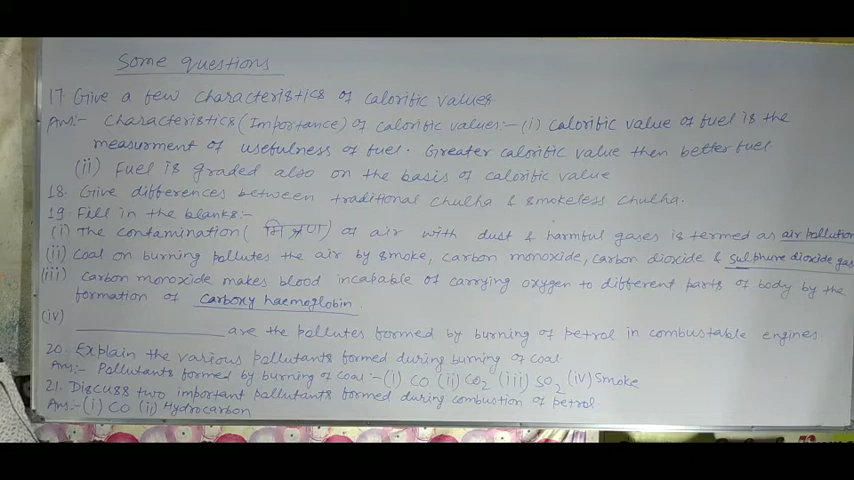 Some questions
17. Give a few characteristics of calorific values
Ans:- Characteristics (Importance) of calorific values:- (i) Calorific value of fuel is the
measurment of usefulness of fuel. Greater calorific value then better fuel
(ii) Fuel is graded also on the basis of calorific value
18. Give differences between traditional chulha & smokeless chulha.
19. Fill in the blanks:-
(i) The contamination (मिश्रण) of air with dust & harmful gases is termed as air pollution
(ii) Coal on burning pollutes the air by smoke, carbon monoxide, carbon dioxide & sulphure dioxide gas
(iii) Carbon monoxide makes blood incapable of carrying oxygen to different parts of body by the
formation of carboxy haemoglobin.
(iv) ____________ are the pollutes formed by burning of petrol in combustable engines
20. Explain the various pollutants formed during burning of coal.
Ans:- Pollutants formed by burning of coal:- (i) CO (ii) CO2 (iii) SO2 (iv) Smoke
21. Discuss two important pollutants formed during combustion of petrol.
Ans:- (i) CO (ii) Hydrocarbon